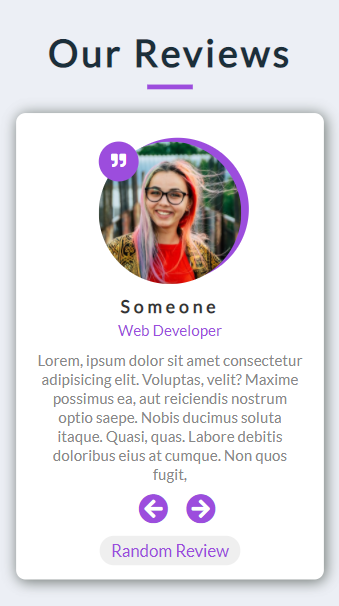 Our Reviews
Someone
Web Developer
Lorem, ipsum dolor sit amet consectetur
adipisicing elit. Voluptas, velit? Maxime
possimus ea, aut reiciendis nostrum
optio saepe. Nobis ducimus soluta
itaque. Quasi, quas. Labore debitis
doloribus eius at cumque. Non quos
fugit,
Random Review